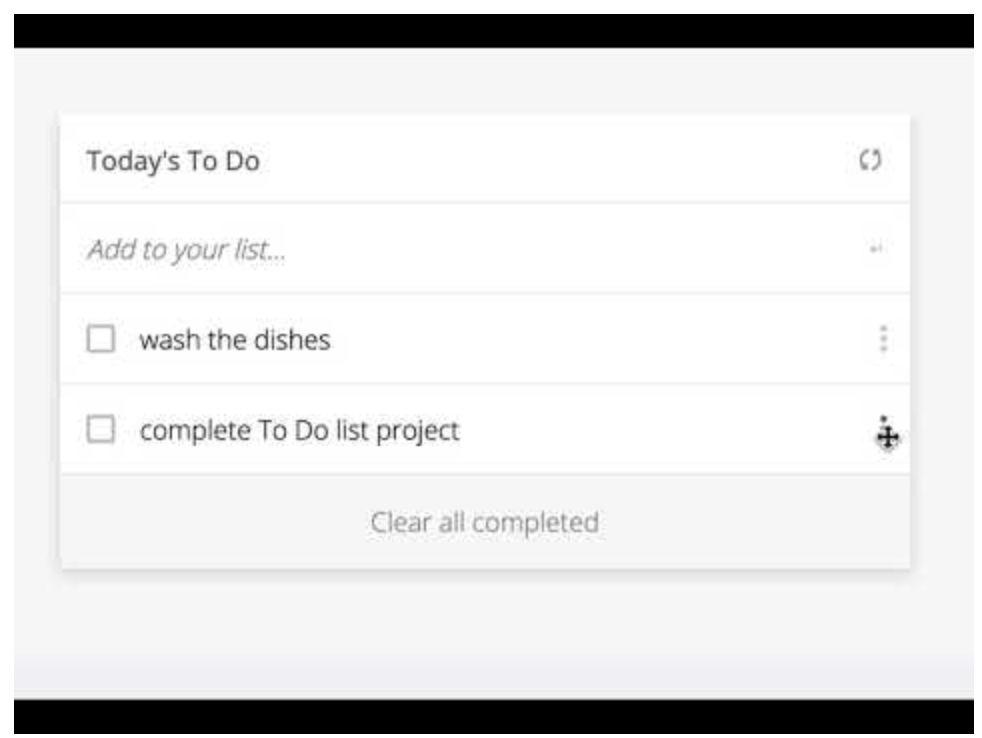 Today's To Do
Add to your list...
wash the dishes
complete To Do list project
Clear all completed